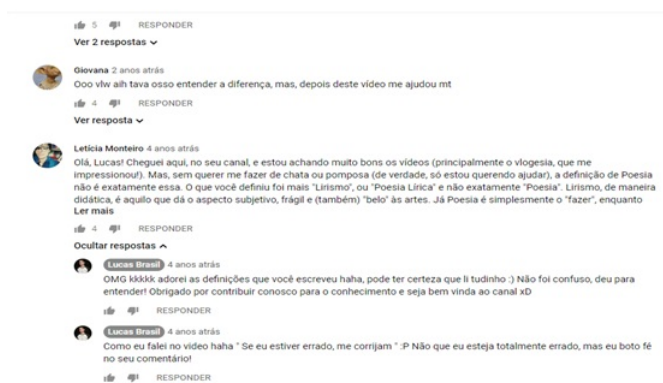 5 RESPONDER
Ver 2 respostas
Giovana 2 anos atrás
Ooo vlw aih tava osso entender a diferença, mas, depois deste vídeo me ajudou mt
4 RESPONDER
Ver resposta
Letícia Monteiro 4 anos atrás
Olá, Lucas! Cheguei aqui, no seu canal, e estou achando muito bons os vídeos (principalmente o vlogesia, que me
impressionou!). Mas, sem querer me fazer de chata ou pomposa (de verdade, só estou querendo ajudar), a definição de Poesia
não é exatamente essa. O que você definiu foi mais "Lirismo", ou "Poesia Lírica" e não exatamente "Poesia". Lirismo, de maneira
didática, é aquilo que dá o aspecto subjetivo, frágil e (também) "belo" às artes. Já Poesia é simplesmente o "fazer", enquanto
Ler mais
4 RESPONDER
Ocultar respostas
Lucas Brasil 4 anos atrás
OMG kkkkk adorei as definições que você escreveu haha, pode ter certeza que li tudinho :) Não foi confuso, deu para
entender! Obrigado por contribuir conosco para o conhecimento e seja bem vinda ao canal xD
RESPONDER
Lucas Brasil 4 anos atrás
Como eu falei no video haha " Se eu estiver errado, me corrijam " :P Não que eu esteja totalmente errado, mas eu boto fé
no seu comentário!
RESPONDER